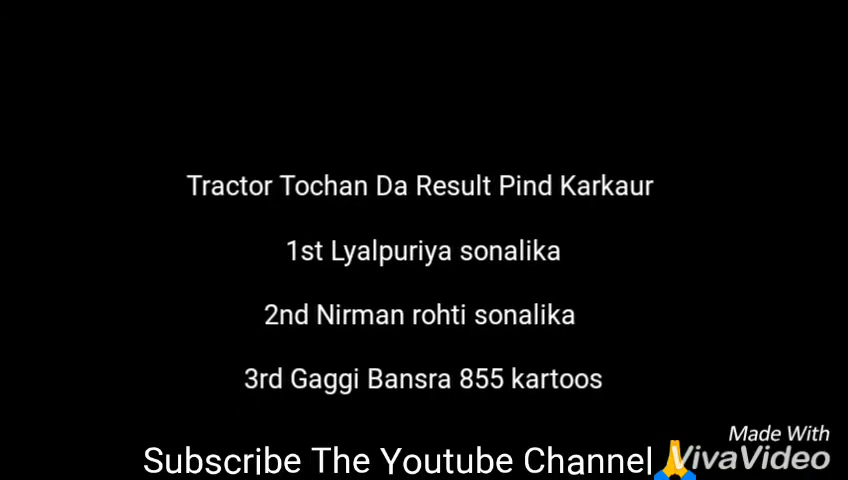 Tractor Tochan Da Result Pind Karkaur
1st Lyalpuriya sonalika
2nd Nirman rohti sonalika
3rd Gaggi Bansra 855 kartoos
Made With
VivaVideo
Subscribe The Youtube Channel 🙏